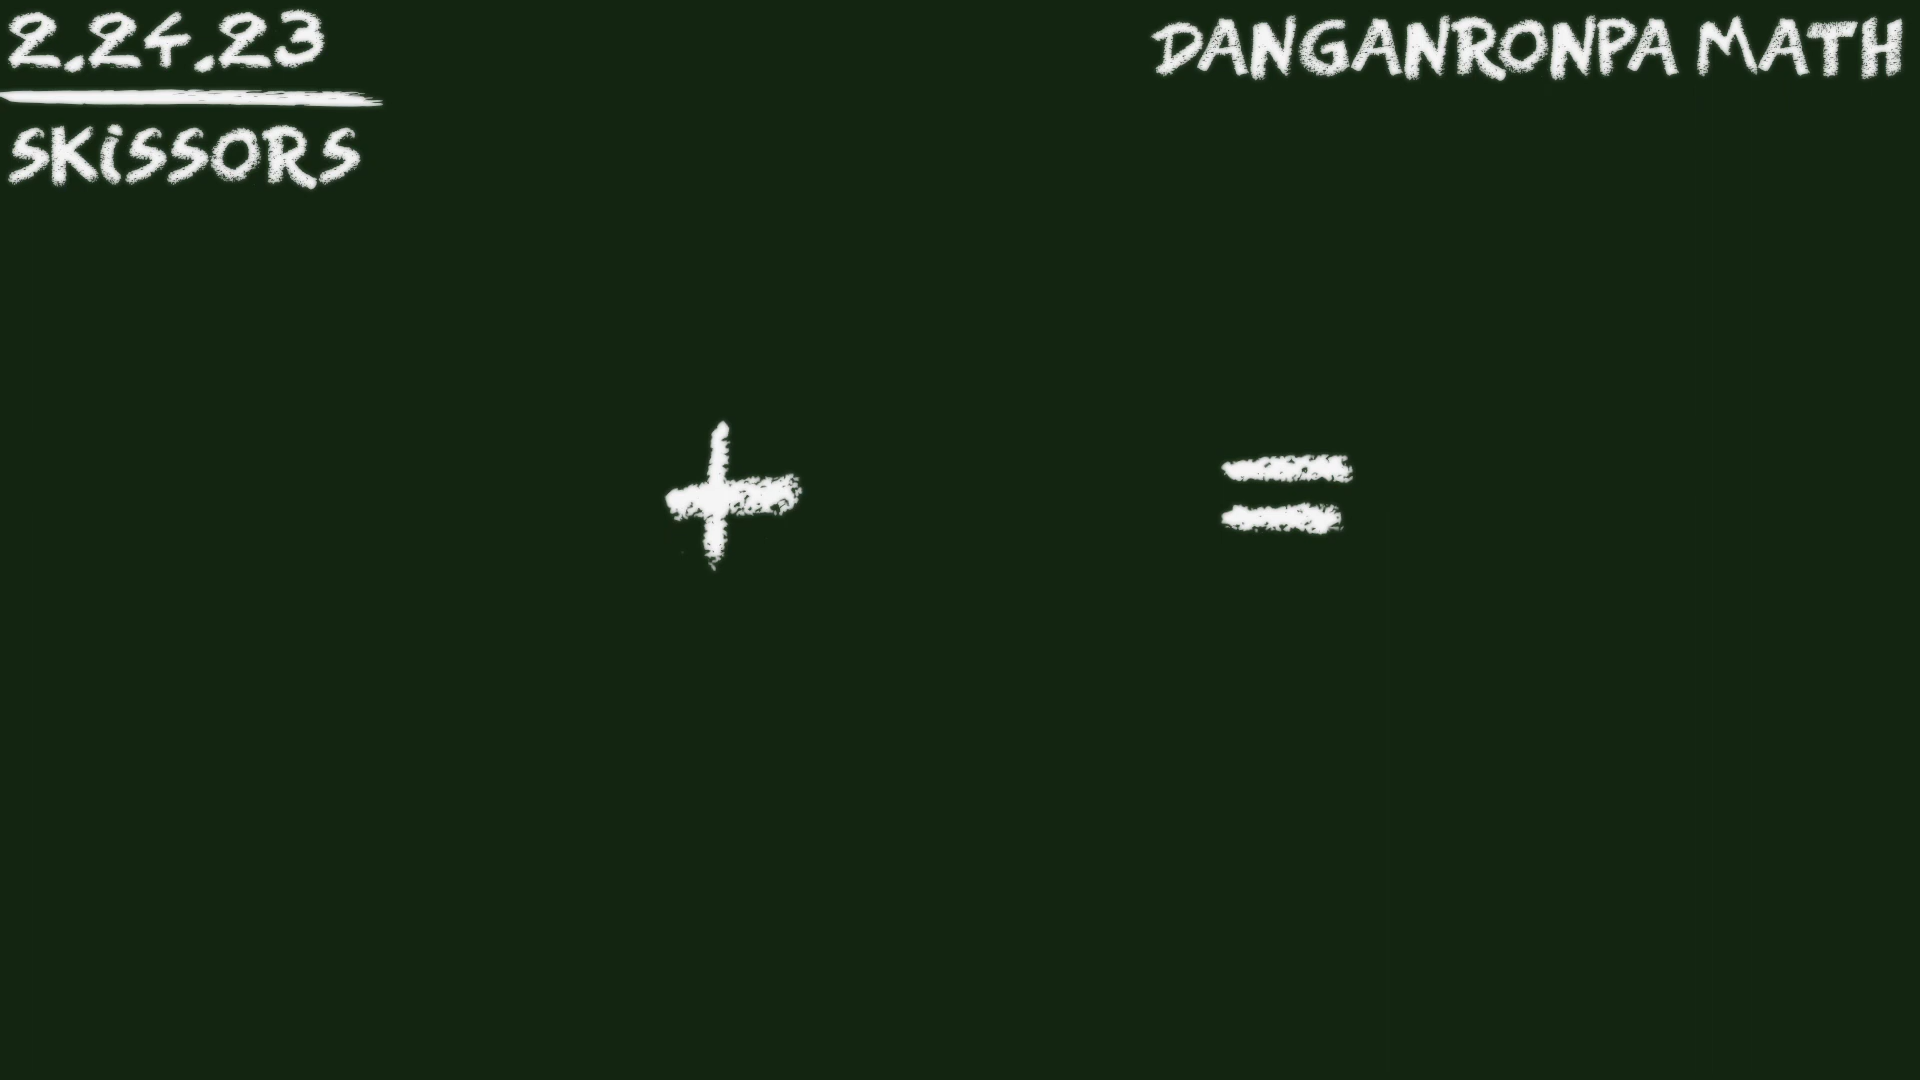 2.24.23
DANGANRONPA MATH
SKISSORS
+ =